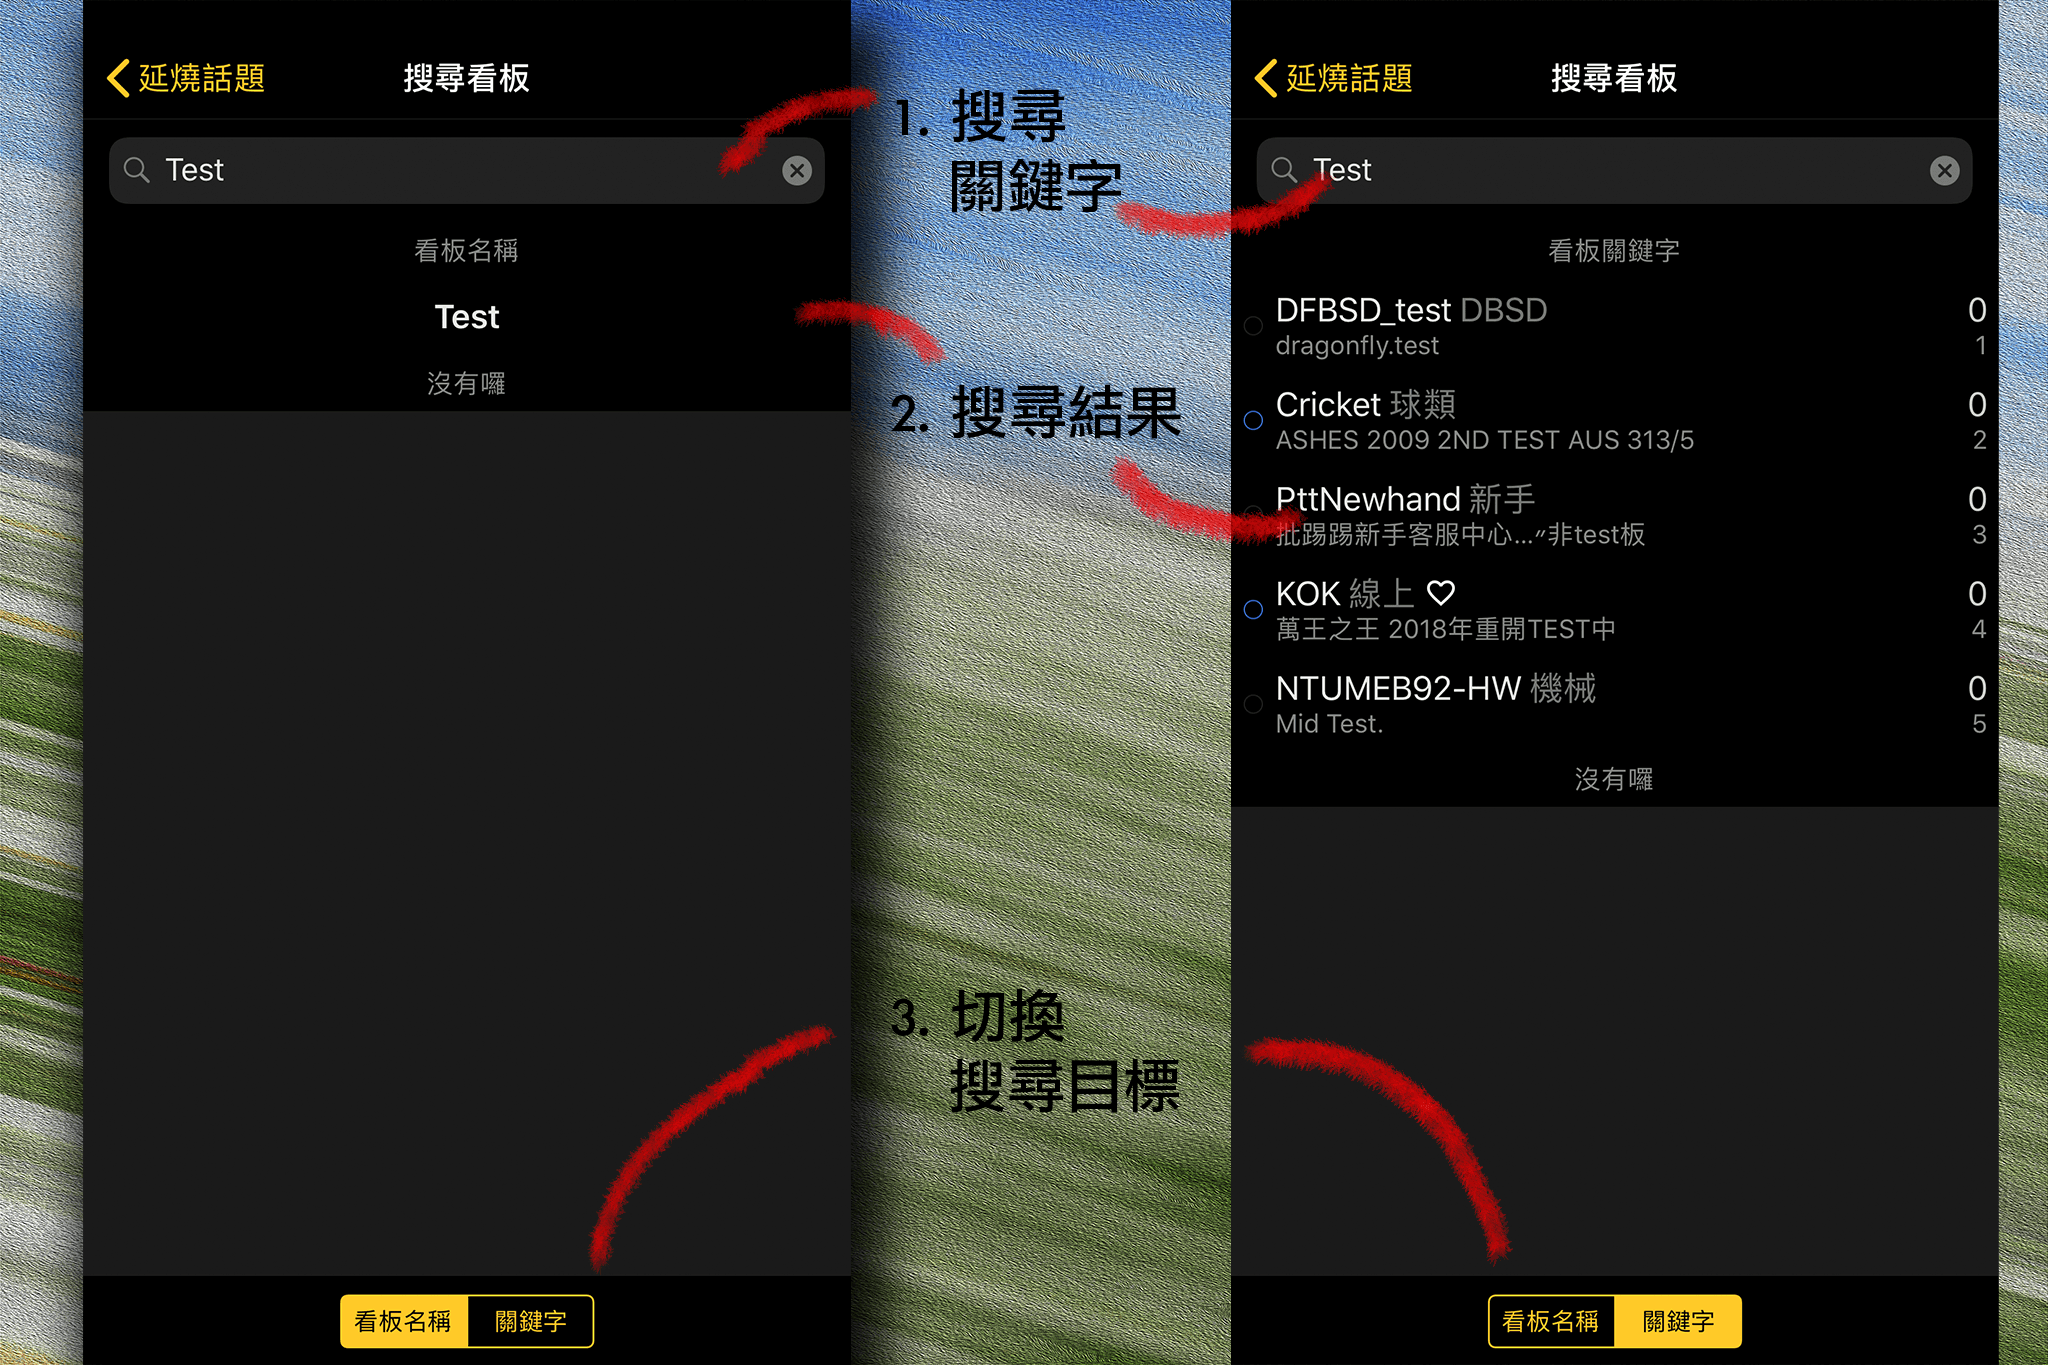 延燒話題
搜尋看板
Test
看板名稱
Test
沒有囉
看板名稱
關鍵字
1. 搜尋
關鍵字
2. 搜尋結果
3. 切換
搜尋目標
延燒話題
搜尋看板
Test
看板關鍵字
DFBSD_test DBSD 0
dragonfly.test 1
Cricket 球類 0
ASHES 2009 2ND TEST AUS 313/5 2
PttNewhand 新手 0
批踢踢新手客服中心…〃非test板 3
KOK 線上 ♡ 0
萬王之王 2018年重開TEST中 4
NTUMEB92-HW 機械 0
Mid Test. 5
沒有囉
看板名稱
關鍵字